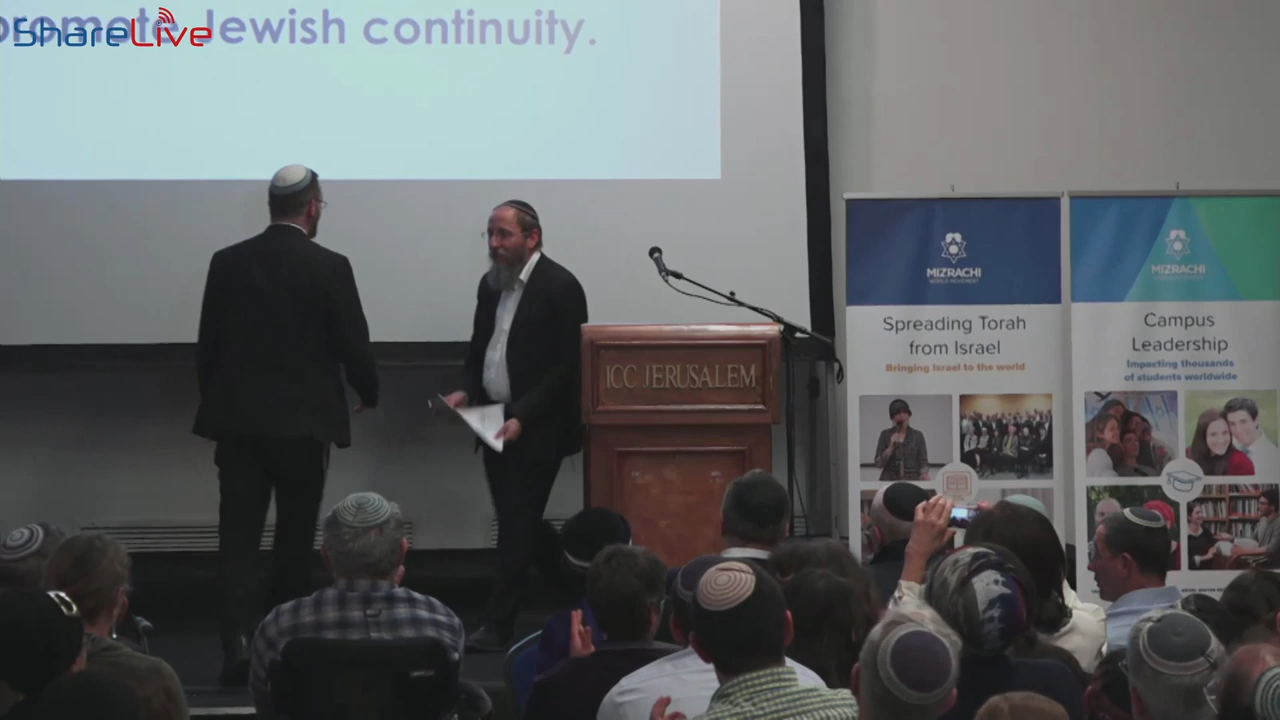 ShareLive
promote Jewish continuity.
ICC JERUSALEM
MIZRACHI
WORLD MOVEMENT
Spreading Torah
from Israel
Bringing Israel to the world
MIZRACHI
Campus
Leadership
Impacting thousands
of students worldwide